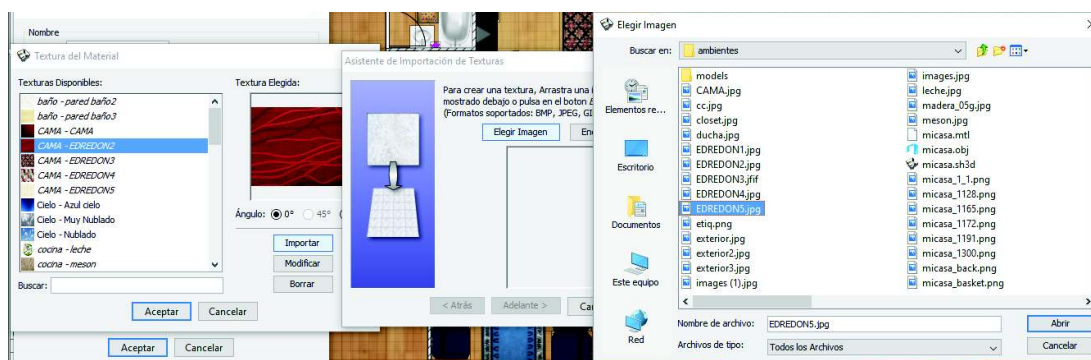 Nombre
Textura del Material
Texturas Disponibles:
baño - pared baño2
baño - pared baño3
CAMA - CAMA
CAMA - EDREDON2
CAMA - EDREDON3
CAMA - EDREDON4
CAMA - EDREDON5
Cielo - Azul cielo
Cielo - Muy Nublado
Cielo - Nublado
cocina - leche
cocina - meson
Buscar:
Textura Elegida:
Ángulo: 0° 45°
Importar
Modificar
Borrar
Aceptar Cancelar
Aceptar Cancelar
Asistente de Importación de Texturas
Para crear una textura, Arrastra una i
mostrado debajo o pulsa en el boton E
(Formatos soportados: BMP, JPEG, GI
Elegir Imagen
< Atrás Adelante >
Elegir Imagen
Buscar en: ambientes
Elementos re...
Escritorio
Documentos
Este equipo
Red
models
CAMA.jpg
cc.jpg
closet.jpg
ducha.jpg
EDREDON1.jpg
EDREDON2.jpg
EDREDON3.jfif
EDREDON4.jpg
EDREDON5.jpg
etiq.png
exterior.jpg
exterior2.jpg
exterior3.jpg
images (1).jpg
images.jpg
leche.jpg
madera_05g.jpg
meson.jpg
micasa.mtl
micasa.obj
micasa.sh3d
micasa_1_1.png
micasa_1128.png
micasa_1165.png
micasa_1172.png
micasa_1191.png
micasa_1300.png
micasa_back.png
micasa_basket.png
Nombre de archivo: EDREDON5.jpg
Archivos de tipo: Todos los Archivos
Abrir
Cancelar